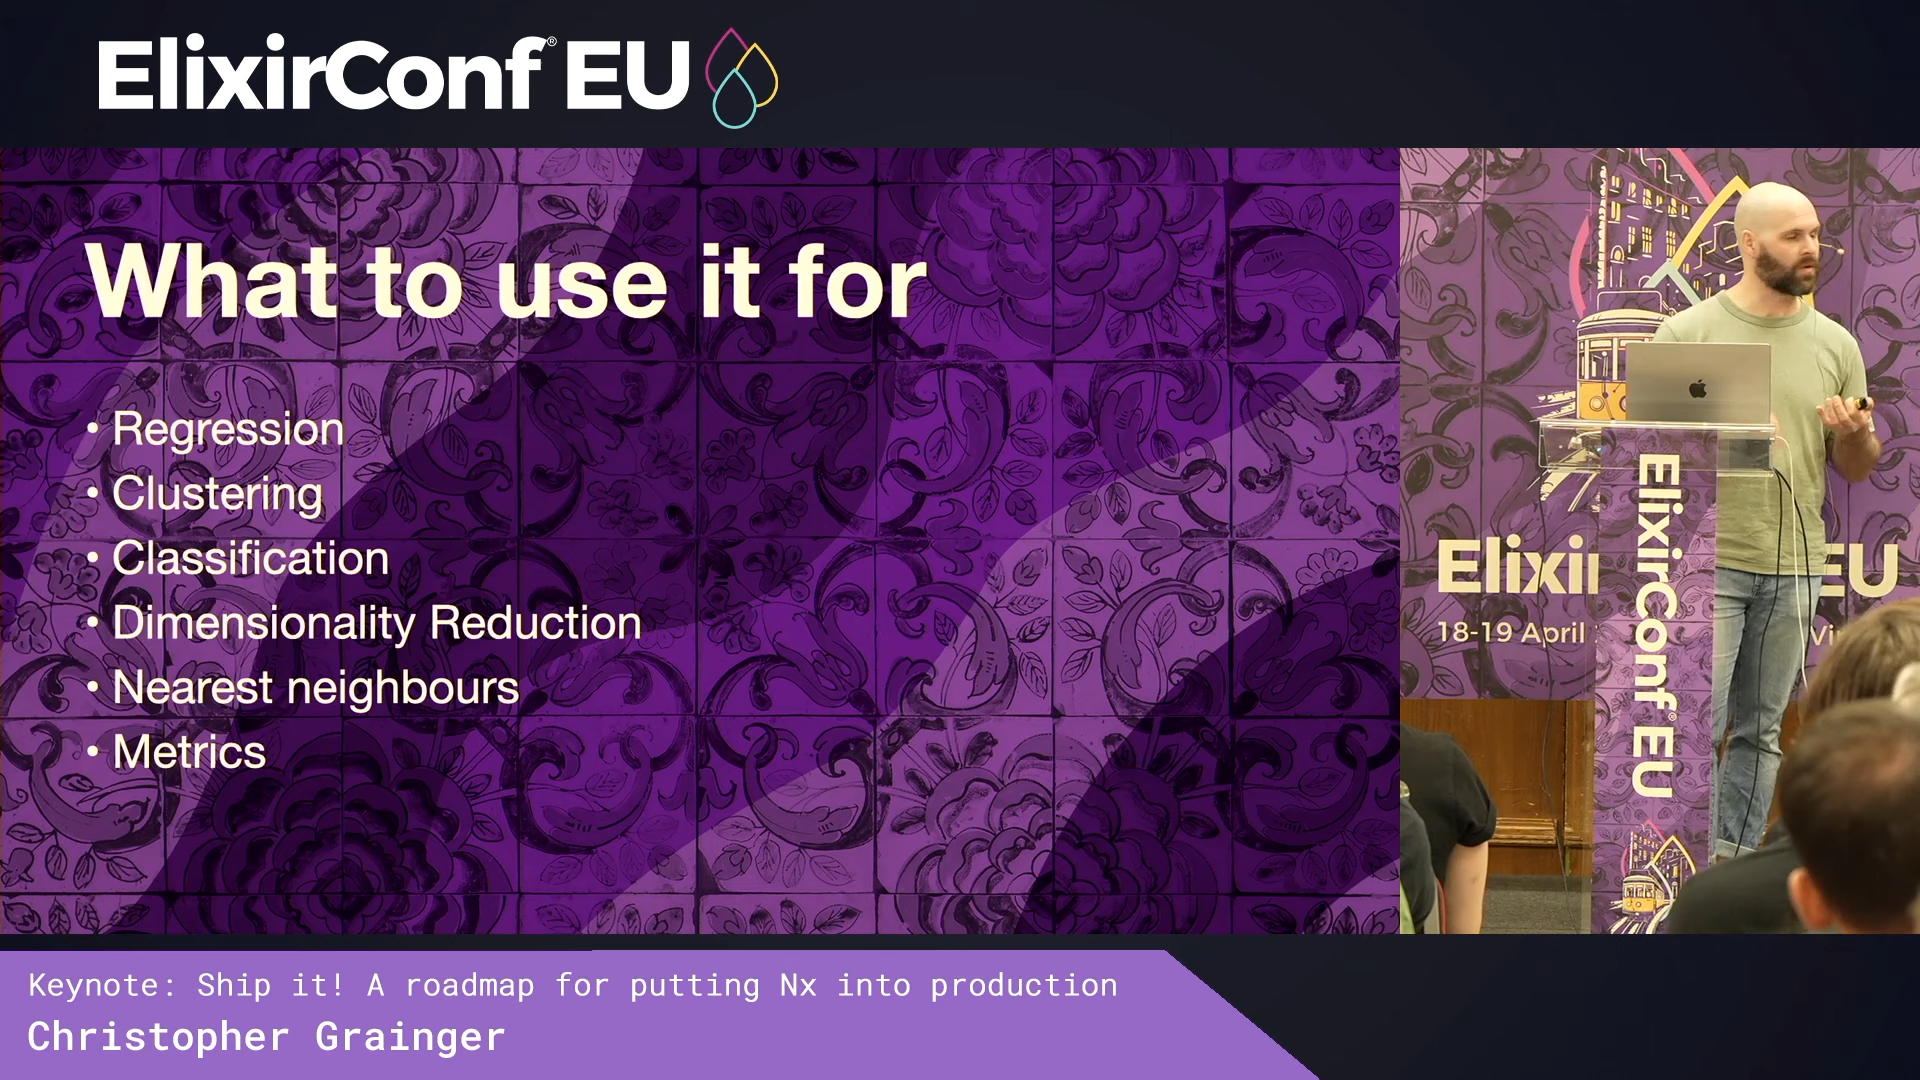 ElixirConf® EU
What to use it for
• Regression
• Clustering
• Classification
• Dimensionality Reduction
• Nearest neighbours
• Metrics
Elixir
EU
18-19 April
ElixirConf® EU
Keynote: Ship it! A roadmap for putting Nx into production
Christopher Grainger